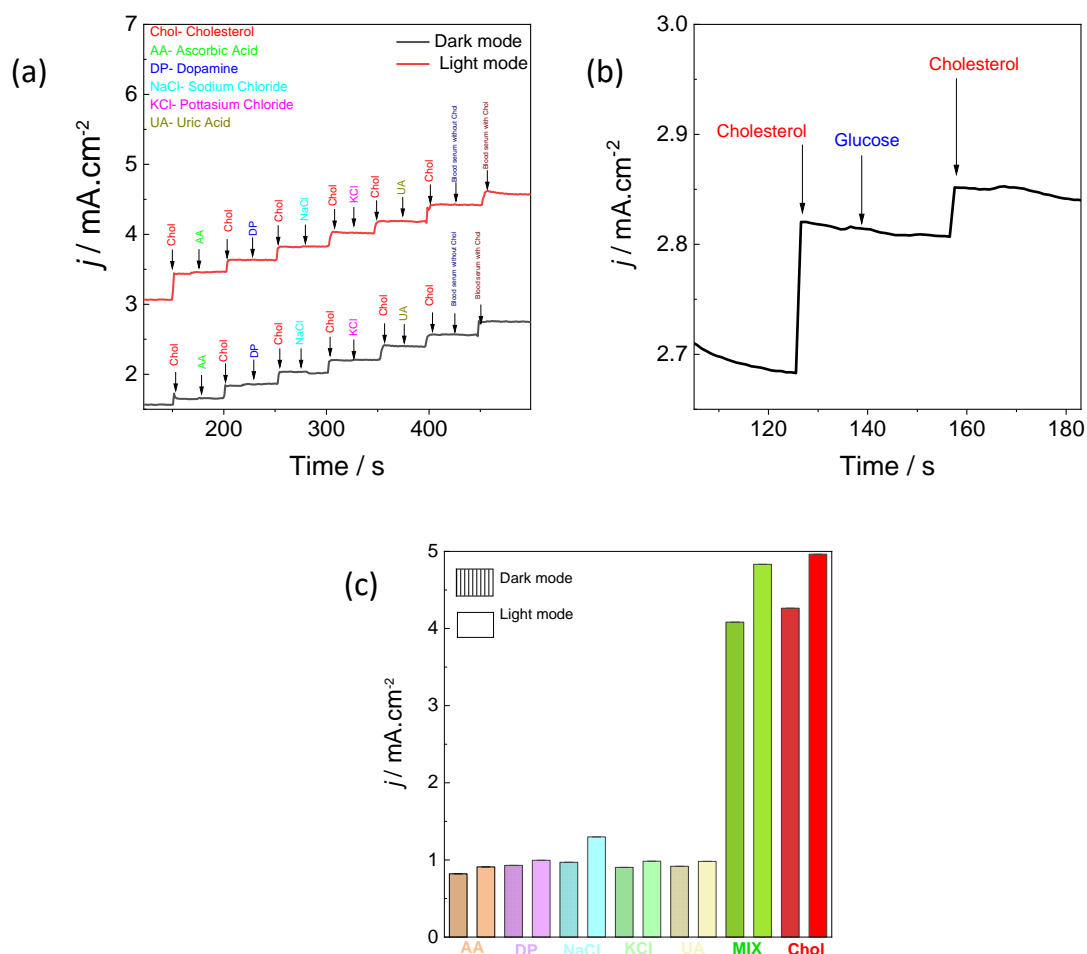 (a)
Chol- Cholesterol
AA- Ascorbic Acid
DP- Dopamine
NaCl- Sodium Chloride
KCl- Pottasium Chloride
UA- Uric Acid
Dark mode
Light mode
7
6
5
4
3
2
j / mA.cm-2
Chol
AA
Chol
DP
Chol
NaCl
Chol
KCl
Chol
UA
Chol
Blood serum without Chol
Blood serum with Chol
Chol
AA
Chol
DP
Chol
NaCl
Chol
KCl
Chol
UA
Chol
Blood serum without Chol
Blood serum with Chol
200 300 400
Time / s
(b)
3.0
2.9
2.8
2.7
j / mA.cm-2
Cholesterol
Glucose
Cholesterol
120 140 160 180
Time / s
(c)
Dark mode
Light mode
5
4
3
2
1
0
j / mA.cm-2
AA DP NaCl KCl UA MIX Chol